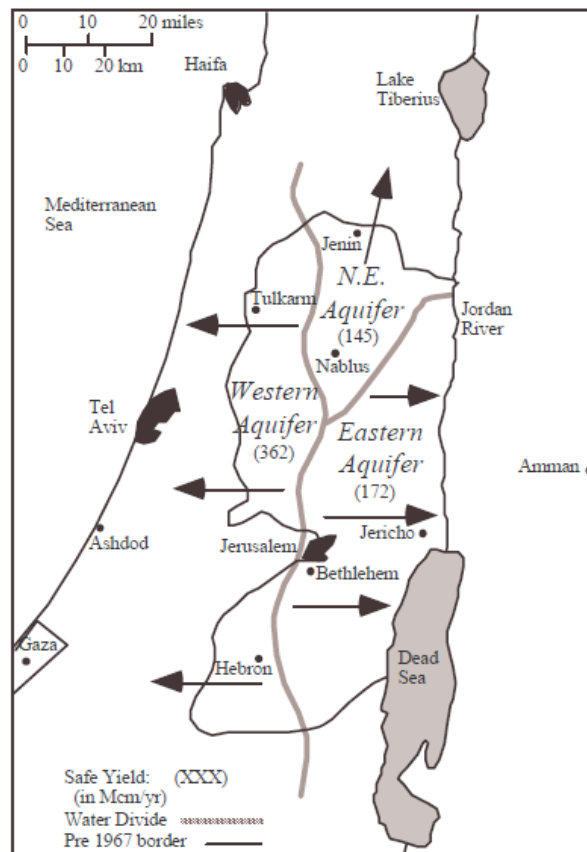 0 10 20 miles
0 10 20 km
Haifa
Lake
Tiberius
Mediterranean
Sea
Jenin
N.E.
Aquifer
(145)
Tulkarm
Jordan
River
Nablus
Tel
Aviv
Western
Aquifer
(362)
Eastern
Aquifer
(172)
Amman
Ashdod
Jerusalem
Jericho
Bethlehem
Gaza
Hebron
Dead
Sea
Safe Yield: (XXX)
(in Mcm/yr)
Water Divide
Pre 1967 border